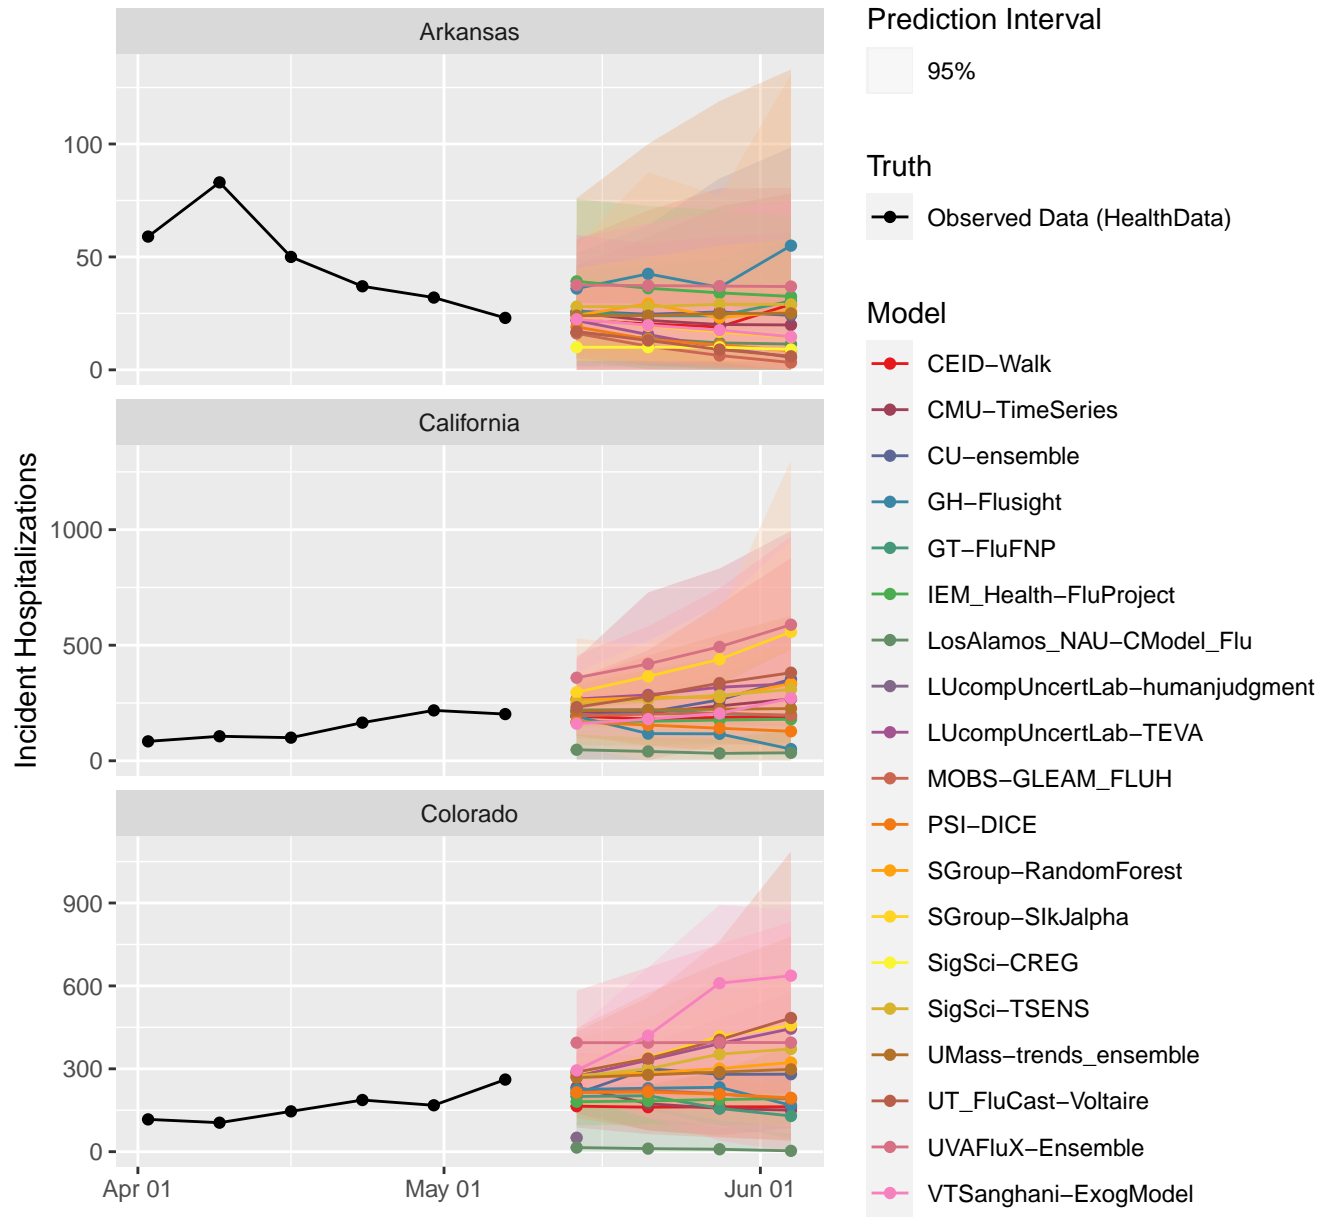 Arkansas
100
50
0
California
1000
500
0
Colorado
900
600
300
0
Apr 01
May 01
Jun 01
Incident Hospitalizations
Prediction Interval
95%
Truth
Observed Data (HealthData)
Model
CEID−Walk
CMU−TimeSeries
CU−ensemble
GH−Flusight
GT−FluFNP
IEM_Health−FluProject
LosAlamos_NAU−CModel_Flu
LUcompUncertLab−humanjudgment
LUcompUncertLab−TEVA
MOBS−GLEAM_FLUH
PSI−DICE
SGroup−RandomForest
SGroup−SIkJalpha
SigSci−CREG
SigSci−TSENS
UMass−trends_ensemble
UT_FluCast−Voltaire
UVAFluX−Ensemble
VTSanghani−ExogModel